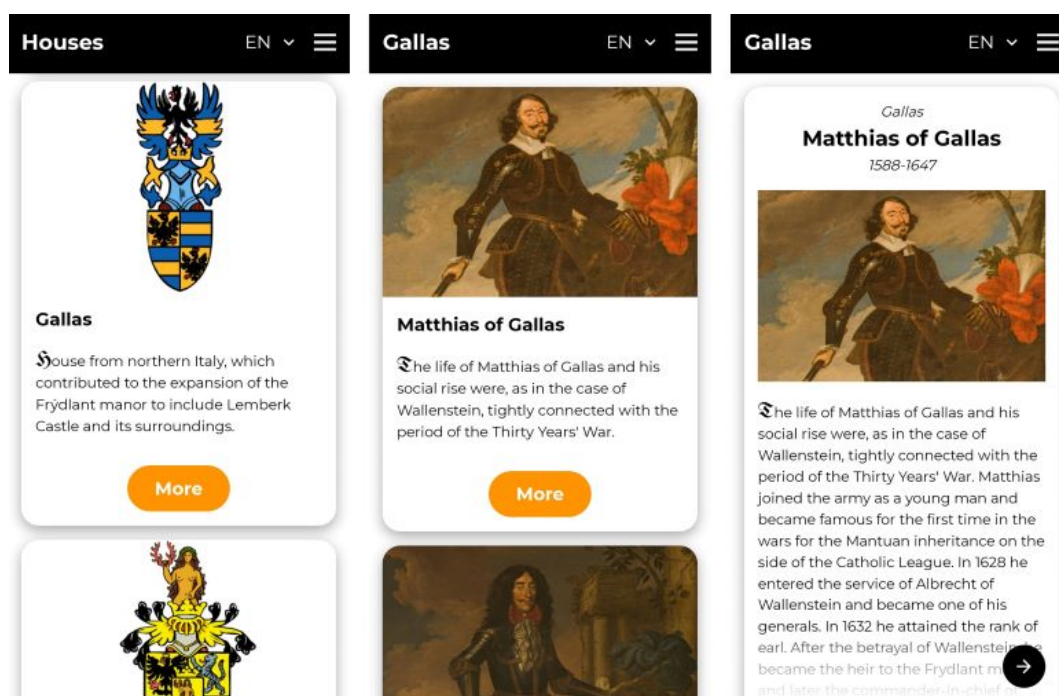 Houses
EN
Gallas
House from northern Italy, which
contributed to the expansion of the
Frýdlant manor to include Lemberk
Castle and its surroundings.
More
Gallas
EN
Matthias of Gallas
The life of Matthias of Gallas and his
social rise were, as in the case of
Wallenstein, tightly connected with the
period of the Thirty Years' War.
More
Gallas
EN
Gallas
Matthias of Gallas
1588-1647
The life of Matthias of Gallas and his
social rise were, as in the case of
Wallenstein, tightly connected with the
period of the Thirty Years' War. Matthias
joined the army as a young man and
became famous for the first time in the
wars for the Mantuan inheritance on the
side of the Catholic League. In 1628 he
entered the service of Albrecht of
Wallenstein and became one of his
generals. In 1632 he attained the rank of
earl. After the betrayal of Wallenstein he
became the heir to the Frydlant
and later the commander-in-chief of